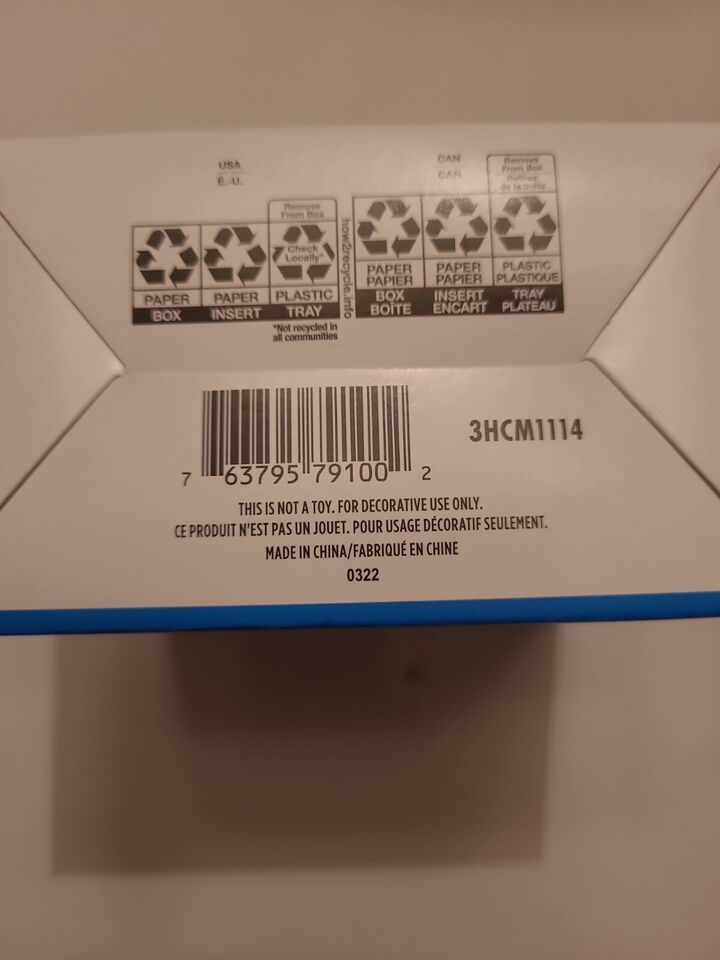 USA
É.-U.
Remove
From Box
Check
Locally*
PAPER
BOX
PAPER
INSERT
PLASTIC
TRAY
*Not recycled in
all communities
how2recycle.info
CAN
CAN
Remove
From Box
Retirez
de la boîte
PAPER
PAPIER
BOX
BOÎTE
PAPER
PAPIER
INSERT
ENCART
PLASTIC
PLASTIQUE
TRAY
PLATEAU
7 63795 79100 2
3HCM1114
THIS IS NOT A TOY. FOR DECORATIVE USE ONLY.
CE PRODUIT N'EST PAS UN JOUET. POUR USAGE DÉCORATIF SEULEMENT.
MADE IN CHINA/FABRIQUÉ EN CHINE
0322